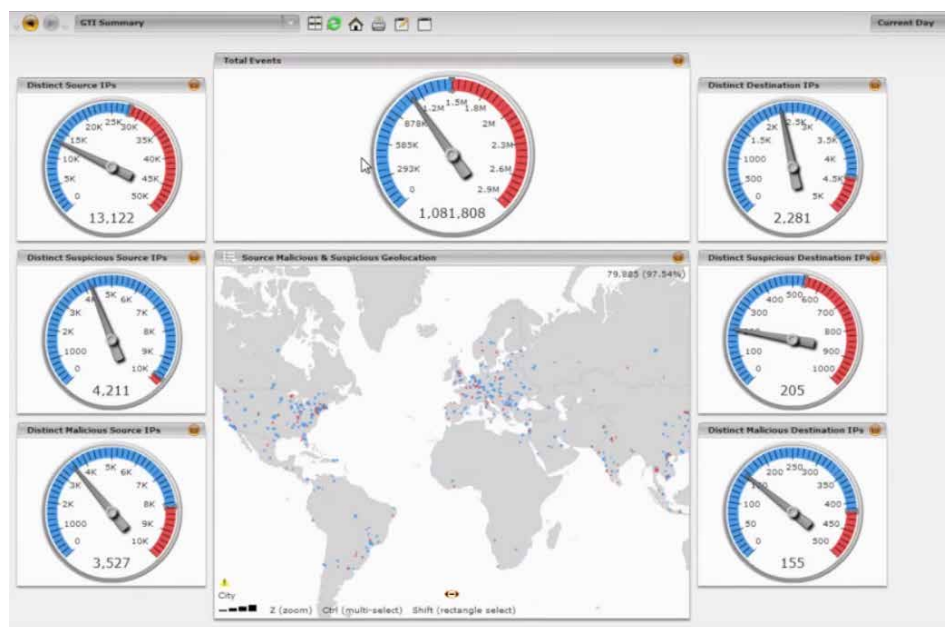 GTI Summary
Current Day
Distinct Source IPs
0
5K
10K
15K
20K
25K
30K
35K
40K
45K
50K
13,122
Total Events
0
293K
585K
878K
1.2M
1.5M
1.8M
2M
2.3M
2.6M
2.9M
1,081,808
Distinct Destination IPs
0
500
1000
1.5K
2K
2.5K
3K
3.5K
4K
4.5K
5K
2,281
Distinct Suspicious Source IPs
0
1000
2K
3K
4K
5K
6K
7K
8K
9K
10K
4,211
Source Malicious & Suspicious Geolocation
79,885 (97.54%)
City
Z (zoom) Ctrl (multi-select) Shift (rectangle select)
Distinct Suspicious Destination IPs
0
100
300
400
500
600
700
800
900
1000
205
Distinct Malicious Source IPs
0
1000
2K
3K
4K
5K
6K
7K
8K
9K
10K
3,527
Distinct Malicious Destination IPs
0
50
100
200
250
300
350
400
450
500
155